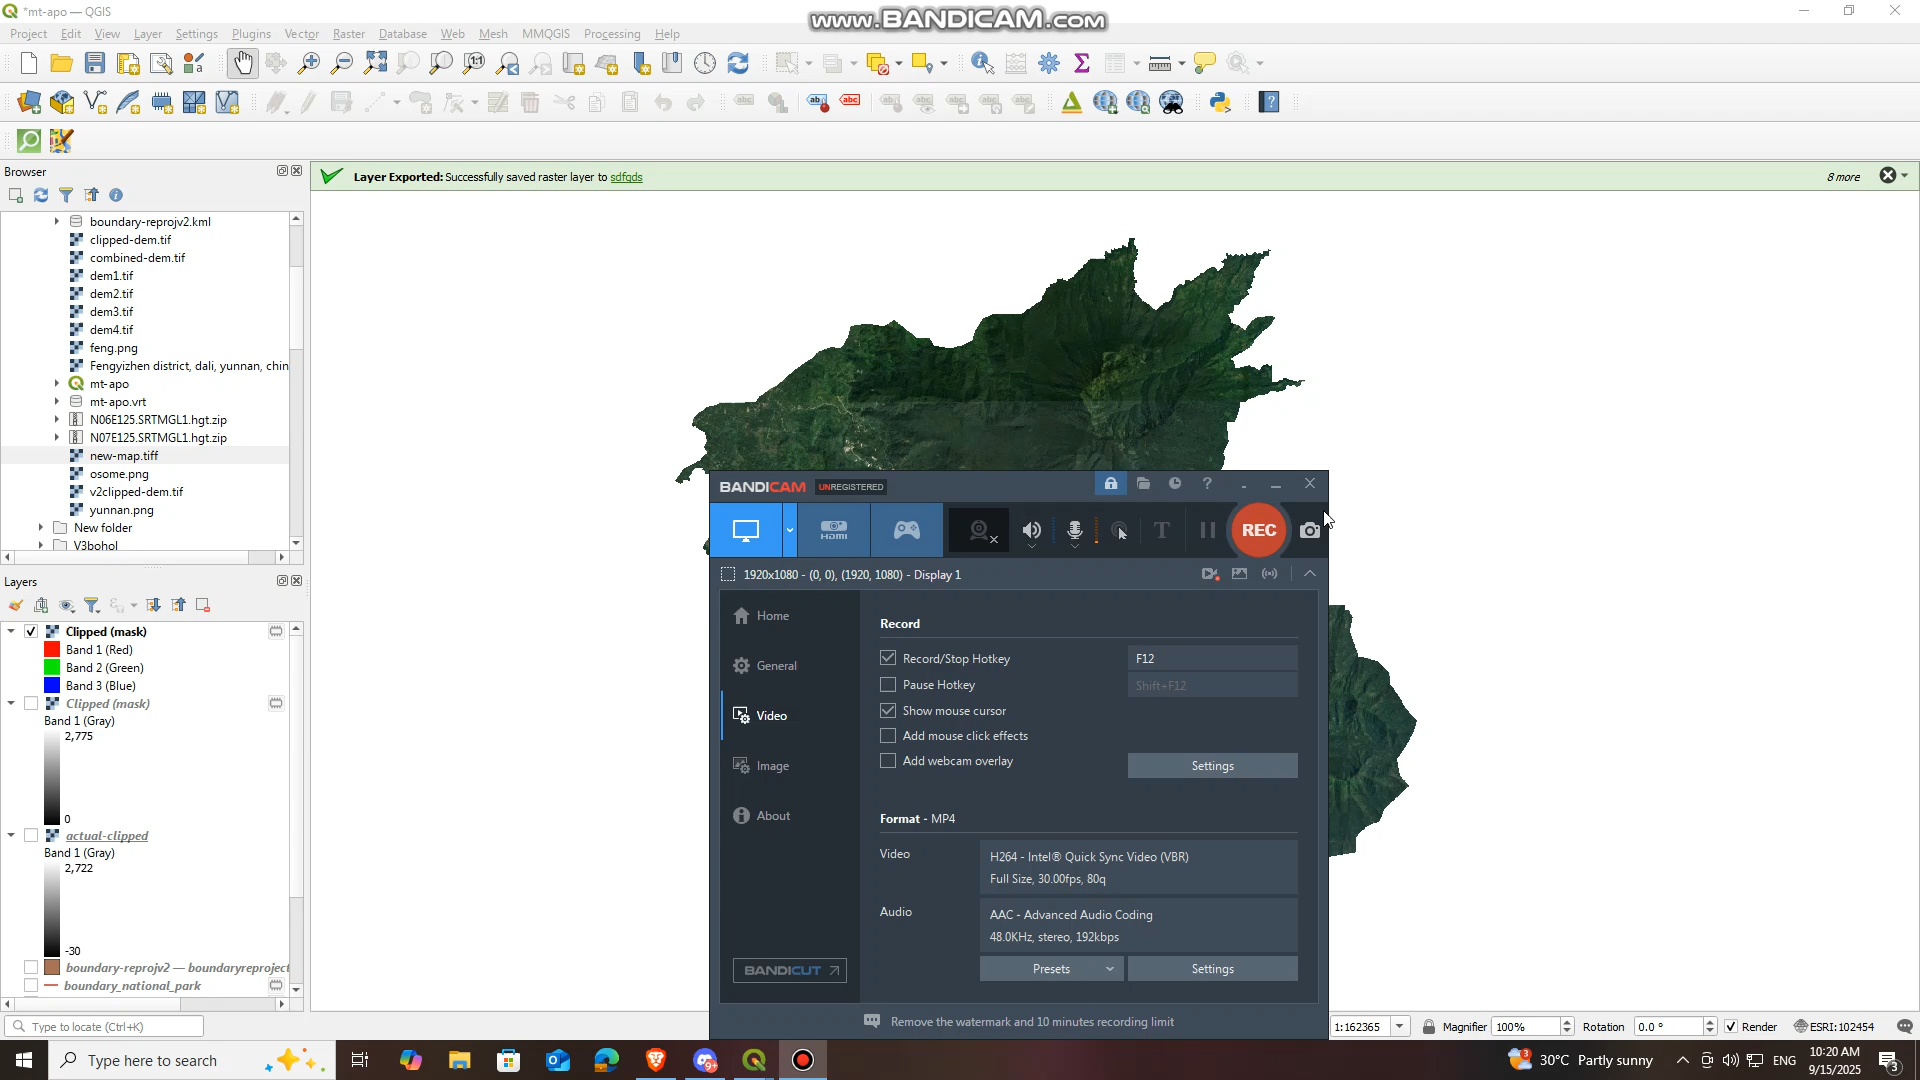 *mt-apo — QGIS
www.BANDICAM.com
Project Edit View Layer Settings Plugins Vector Raster Database Web Mesh MMQGIS Processing Help
Browser
Layer Exported: Successfully saved raster layer to sdfgds
8 more
boundary-reprojv2.kml
clipped-dem.tif
combined-dem.tif
dem1.tif
dem2.tif
dem3.tif
dem4.tif
feng.png
Fengyizhen district, dali, yunnan, chin
mt-apo
mt-apo.vrt
N06E125.SRTMGL1.hgt.zip
N07E125.SRTMGL1.hgt.zip
new-map.tiff
osome.png
v2clipped-dem.tif
yunnan.png
New folder
V3bohol
Layers
Clipped (mask)
Band 1 (Red)
Band 2 (Green)
Band 3 (Blue)
Clipped (mask)
Band 1 (Gray)
2,775
0
actual-clipped
Band 1 (Gray)
2,722
-30
boundary-reprojv2 — boundaryreproject
boundary_national_park
BANDICAM UNREGISTERED
HDMI
REC
1920x1080 - (0, 0), (1920, 1080) - Display 1
Home
General
Video
Image
About
BANDICUT
Record
Record/Stop Hotkey F12
Pause Hotkey Shift+F12
Show mouse cursor
Add mouse click effects
Add webcam overlay
Settings
Format - MP4
Video
H264 - Intel® Quick Sync Video (VBR)
Full Size, 30.00fps, 80q
Audio
AAC - Advanced Audio Coding
48.0KHz, stereo, 192kbps
Presets
Settings
Remove the watermark and 10 minutes recording limit
Type to locate (Ctrl+K)
1:162365
Magnifier 100%
Rotation 0.0 °
Render
ESRI:102454
Type here to search
30°C Partly sunny
ENG
10:20 AM
9/15/2025